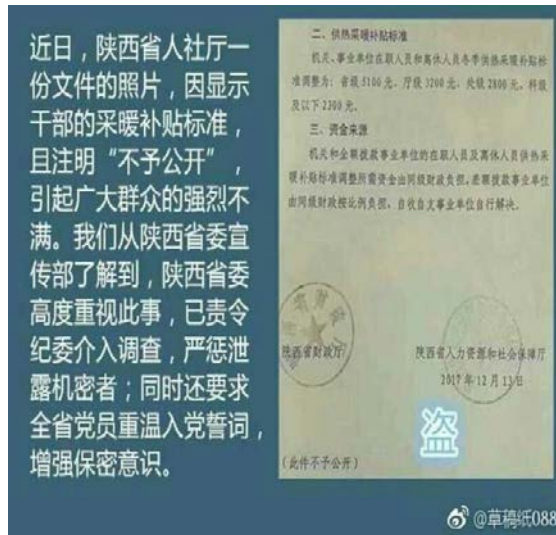 近日，陕西省人社厅一
份文件的照片，因显示
干部的采暖补贴标准，
且注明“不予公开”，
引起广大群众的强烈不
满。我们从陕西省委宣
传部了解到，陕西省委
高度重视此事，已责令
纪委介入调查，严惩泄
露机密者；同时还要求
全省党员重温入党誓词，
增强保密意识。
二、供热采暖补贴标准
机关、事业单位在职人员和离休人员冬季供热采暖补贴标
准调整为：省级5100元、厅级3200元、处级2800元、科级
及以下2300元。
三、资金来源
机关和全额拨款事业单位的在职人员及离休人员供热采
暖补贴标准调整所需资金由同级财政负担，差额拨款事业单位
由同级财政按比例负担，自收自支事业单位自行解决。
陕西省财政厅
陕西省人力资源和社会保障厅
2017年12月13日
盗
（此件不予公开）
@草稿纸088